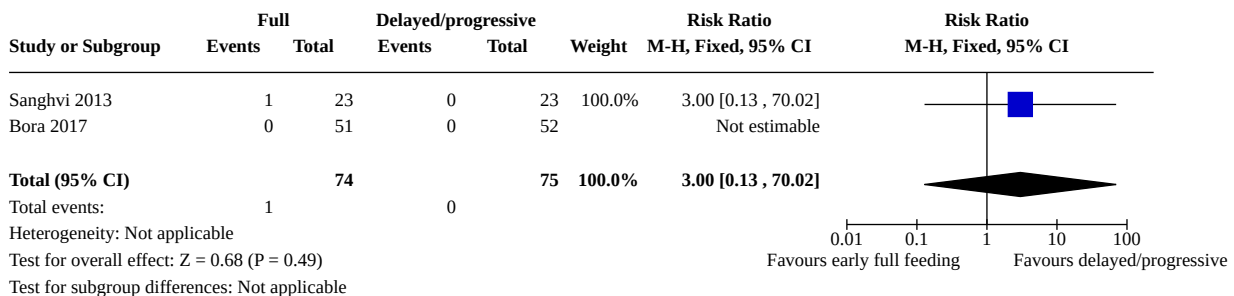 Full Delayed/progressive Risk Ratio Risk Ratio
Study or Subgroup Events Total Events Total Weight M-H, Fixed, 95% CI M-H, Fixed, 95% CI
Sanghvi 2013 1 23 0 23 100.0% 3.00 [0.13 , 70.02]
Bora 2017 0 51 0 52 Not estimable
Total (95% CI) 74 75 100.0% 3.00 [0.13 , 70.02]
Total events: 1 0
Heterogeneity: Not applicable 0.01 0.1 1 10 100
Test for overall effect: Z = 0.68 (P = 0.49) Favours early full feeding Favours delayed/progressive
Test for subgroup differences: Not applicable